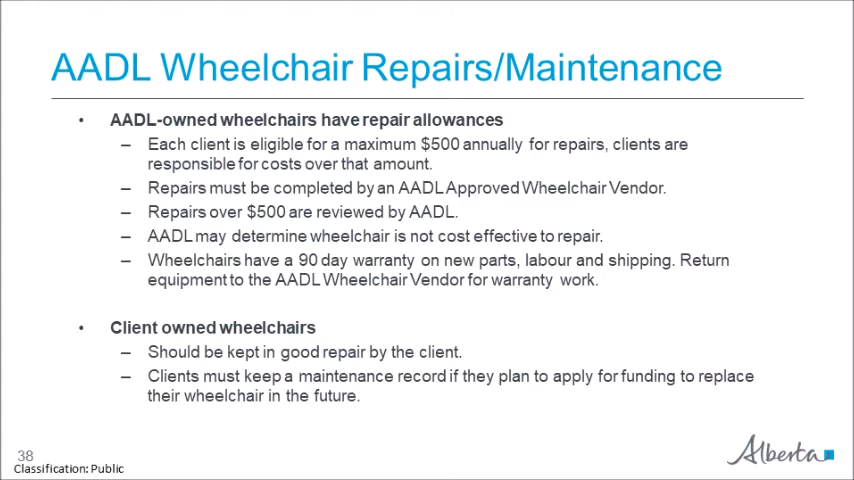 AADL Wheelchair Repairs/Maintenance
• AADL-owned wheelchairs have repair allowances
– Each client is eligible for a maximum $500 annually for repairs, clients are
responsible for costs over that amount.
– Repairs must be completed by an AADL Approved Wheelchair Vendor.
– Repairs over $500 are reviewed by AADL.
– AADL may determine wheelchair is not cost effective to repair.
– Wheelchairs have a 90 day warranty on new parts, labour and shipping. Return
equipment to the AADL Wheelchair Vendor for warranty work.
• Client owned wheelchairs
– Should be kept in good repair by the client.
– Clients must keep a maintenance record if they plan to apply for funding to replace
their wheelchair in the future.
38
Classification: Public
Alberta